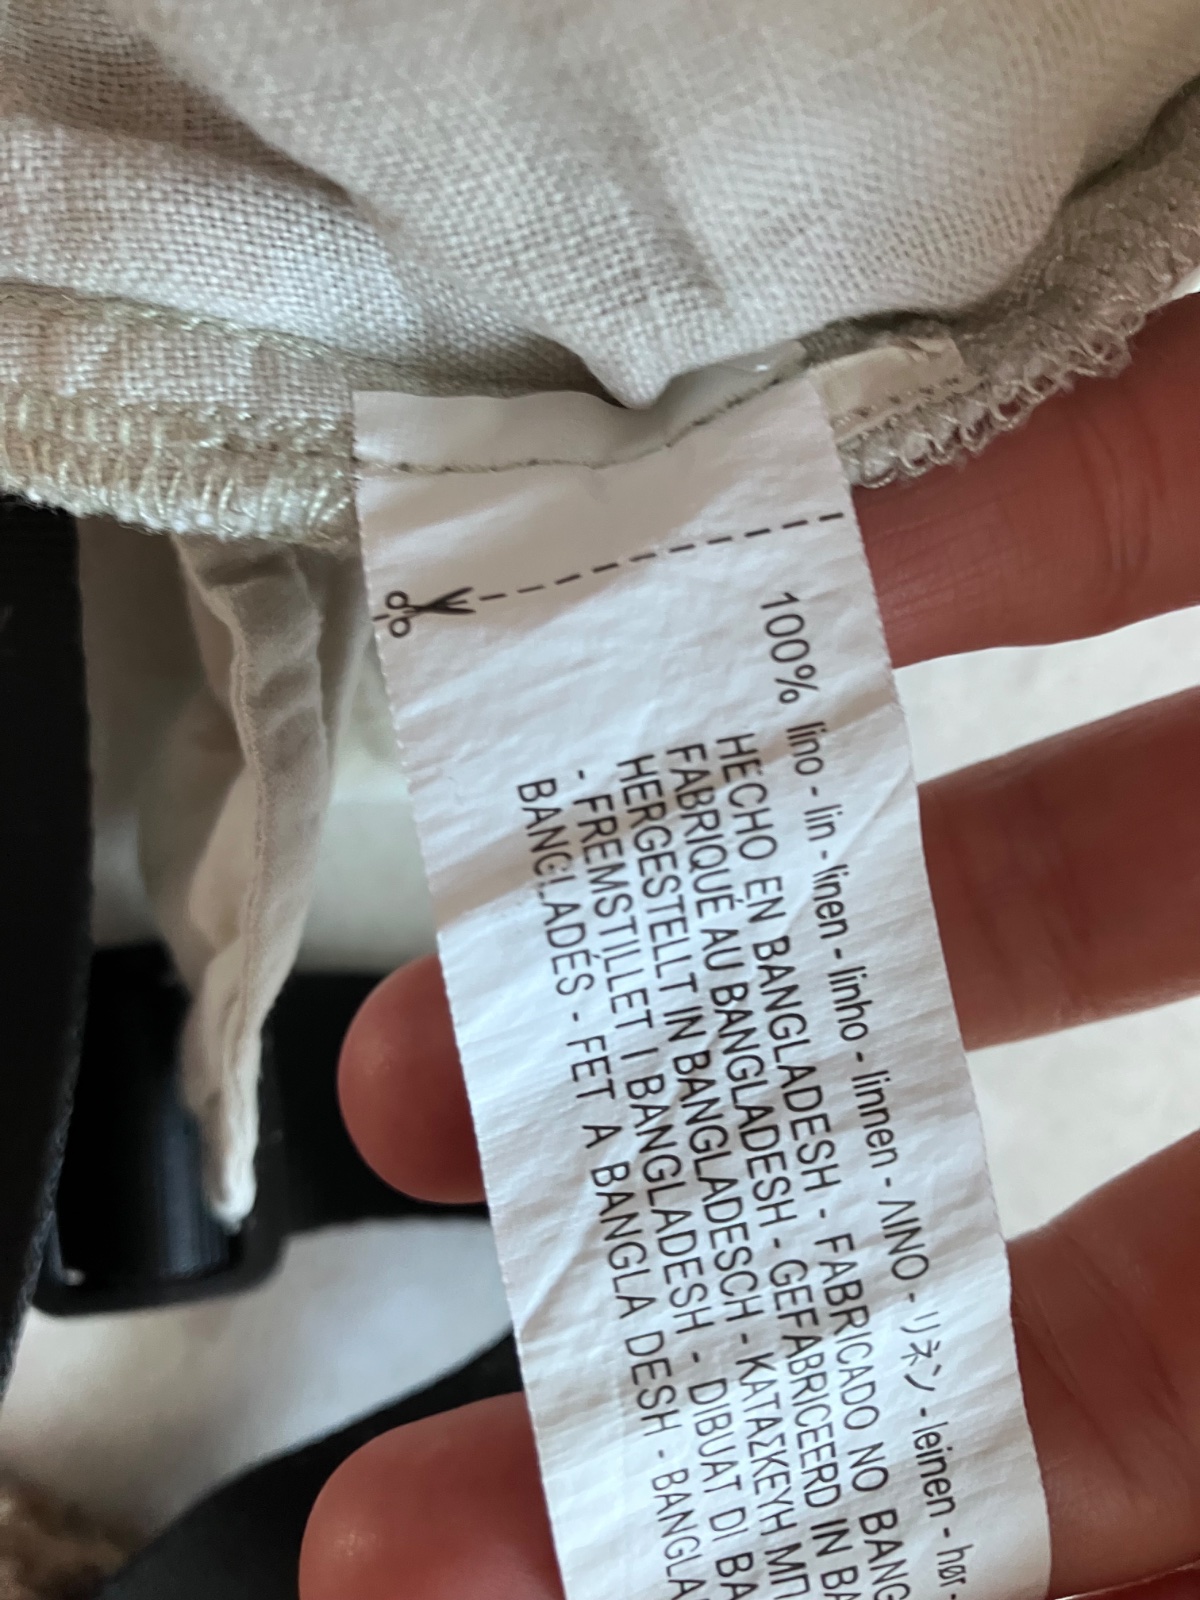 100% lino - lin - linen - linho - linnen - ΛΙΝΟ - リネン - leinen - hør -
HECHO EN BANGLADESH - FABRICADO NO BANG
FABRIQUÉ AU BANGLADESH - GEFABRICEERD IN BA
HERGESTELLT IN BANGLADESCH - ΚΑΤΑΣΚΕΥΗ ΜΠ
- FREMSTILLET I BANGLADESH - DIBUAT DI BA
BANGLADÉS - FET A BANGLA DESH - BANGLA